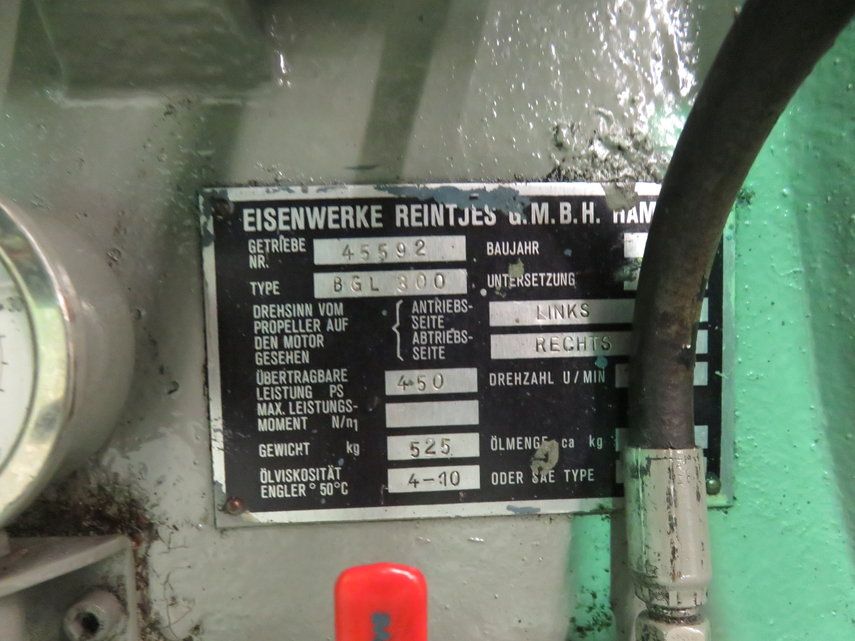 EISENWERKE REINTJES G.M.B.H. HAM
GETRIEBE NR. 45592 BAUJAHR
TYPE BGL 300 UNTERSETZUNG
DREHSINN VOM PROPELLER AUF DEN MOTOR GESEHEN
ANTRIEBS-SEITE LINKS
ABTRIEBS-SEITE RECHTS
ÜBERTRAGBARE LEISTUNG PS 450 DREHZAHL U/MIN
MAX. LEISTUNGS-MOMENT N/n1
GEWICHT kg 525 ÖLMENGE ca kg
ÖLVISKOSITÄT ENGLER° 50°C 4-10 ODER SAE TYPE